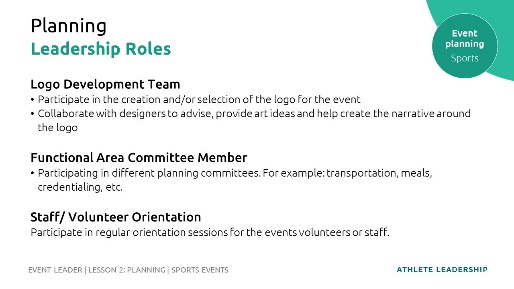 Planning
Leadership Roles
Event
planning
Sports
Logo Development Team
• Participate in the creation and/or selection of the logo for the event
• Collaborate with designers to advise, provide art ideas and help create the narrative around
the logo
Functional Area Committee Member
• Participating in different planning committees. For example: transportation, meals,
credentialing, etc.
Staff/ Volunteer Orientation
Participate in regular orientation sessions for the events volunteers or staff.
EVENT LEADER | LESSON 2: PLANNING | SPORTS EVENTS
ATHLETE LEADERSHIP